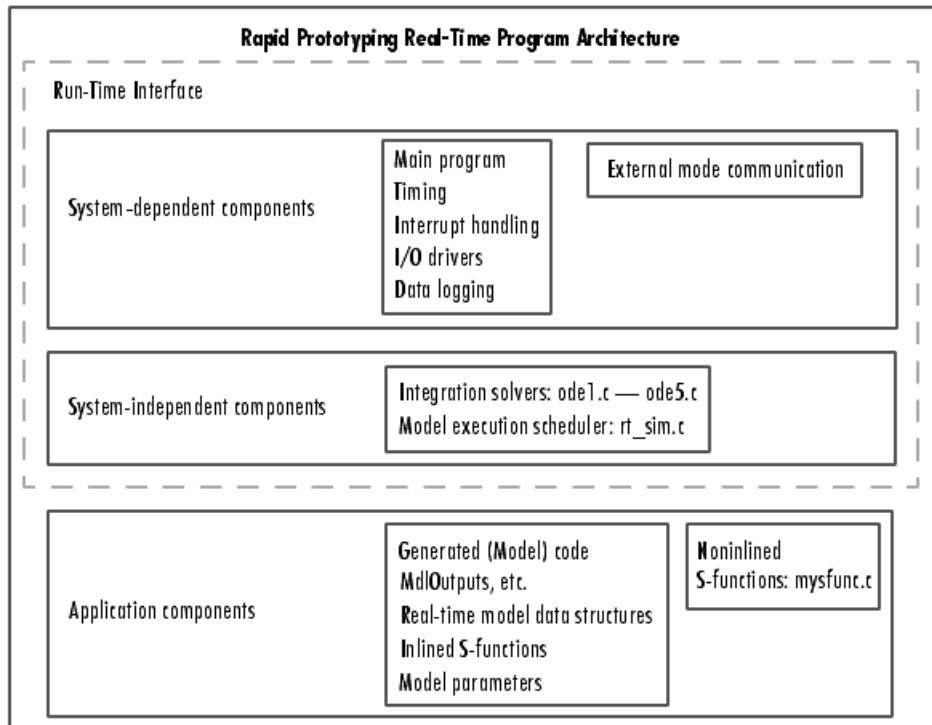 Rapid Prototyping Real-Time Program Architecture
Run-Time Interface
System-dependent components
Main program
Timing
Interrupt handling
I/O drivers
Data logging
External mode communication
System-independent components
Integration solvers: ode1.c — ode5.c
Model execution scheduler: rt_sim.c
Application components
Generated (Model) code
MdlOutputs, etc.
Real-time model data structures
Inlined S-functions
Model parameters
Noninlined
S-functions: mysfunc.c